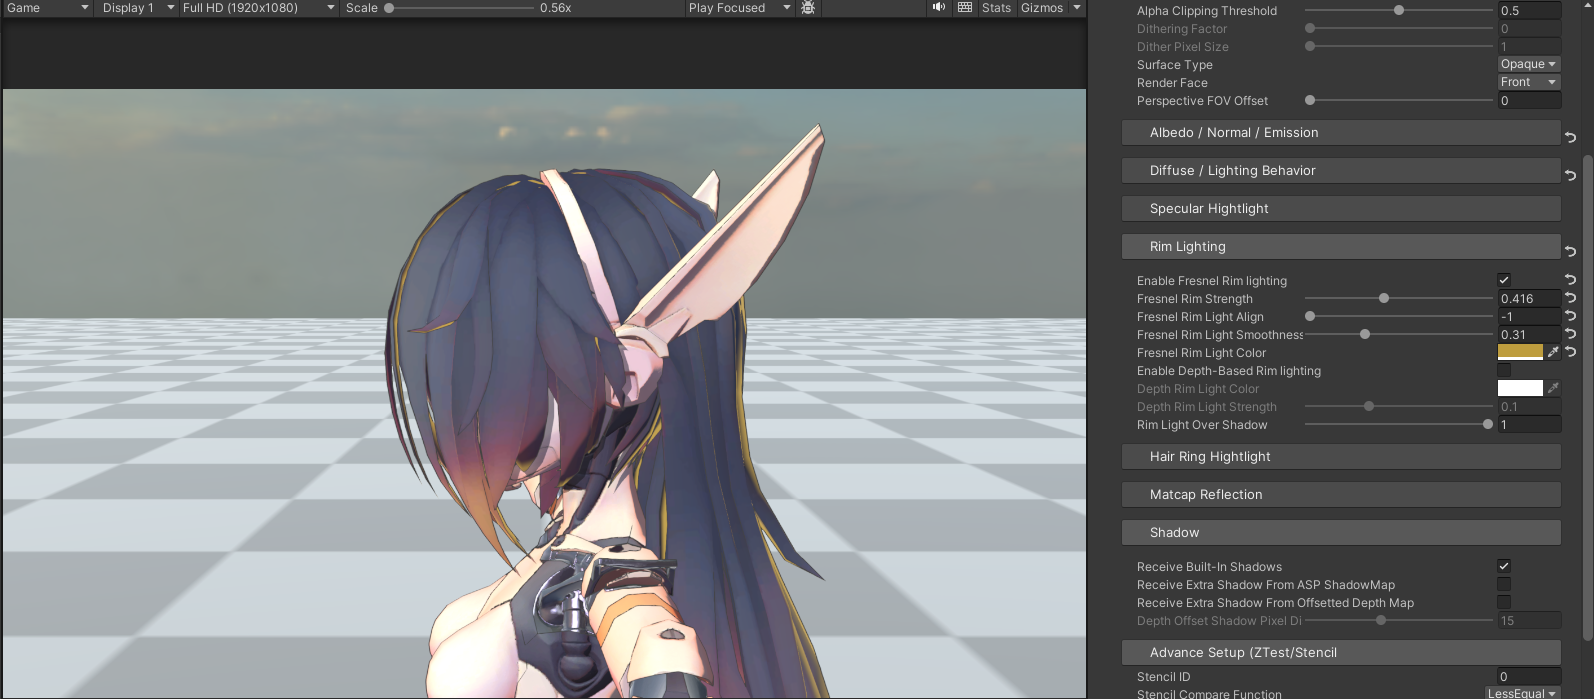 Game Display 1 Full HD (1920x1080) Scale 0.56x Play Focused Stats Gizmos
Alpha Clipping Threshold 0.5
Dithering Factor 0
Dither Pixel Size 1
Surface Type Opaque
Render Face Front
Perspective FOV Offset 0
Albedo / Normal / Emission
Diffuse / Lighting Behavior
Specular Hightlight
Rim Lighting
Enable Fresnel Rim lighting
Fresnel Rim Strength 0.416
Fresnel Rim Light Align -1
Fresnel Rim Light Smoothness 0.31
Fresnel Rim Light Color
Enable Depth-Based Rim lighting
Depth Rim Light Color
Depth Rim Light Strength 0.1
Rim Light Over Shadow 1
Hair Ring Hightlight
Matcap Reflection
Shadow
Receive Built-In Shadows
Receive Extra Shadow From ASP ShadowMap
Receive Extra Shadow From Offsetted Depth Map
Depth Offset Shadow Pixel Di 15
Advance Setup (ZTest/Stencil
Stencil ID 0
Stencil Compare Function LessEqual